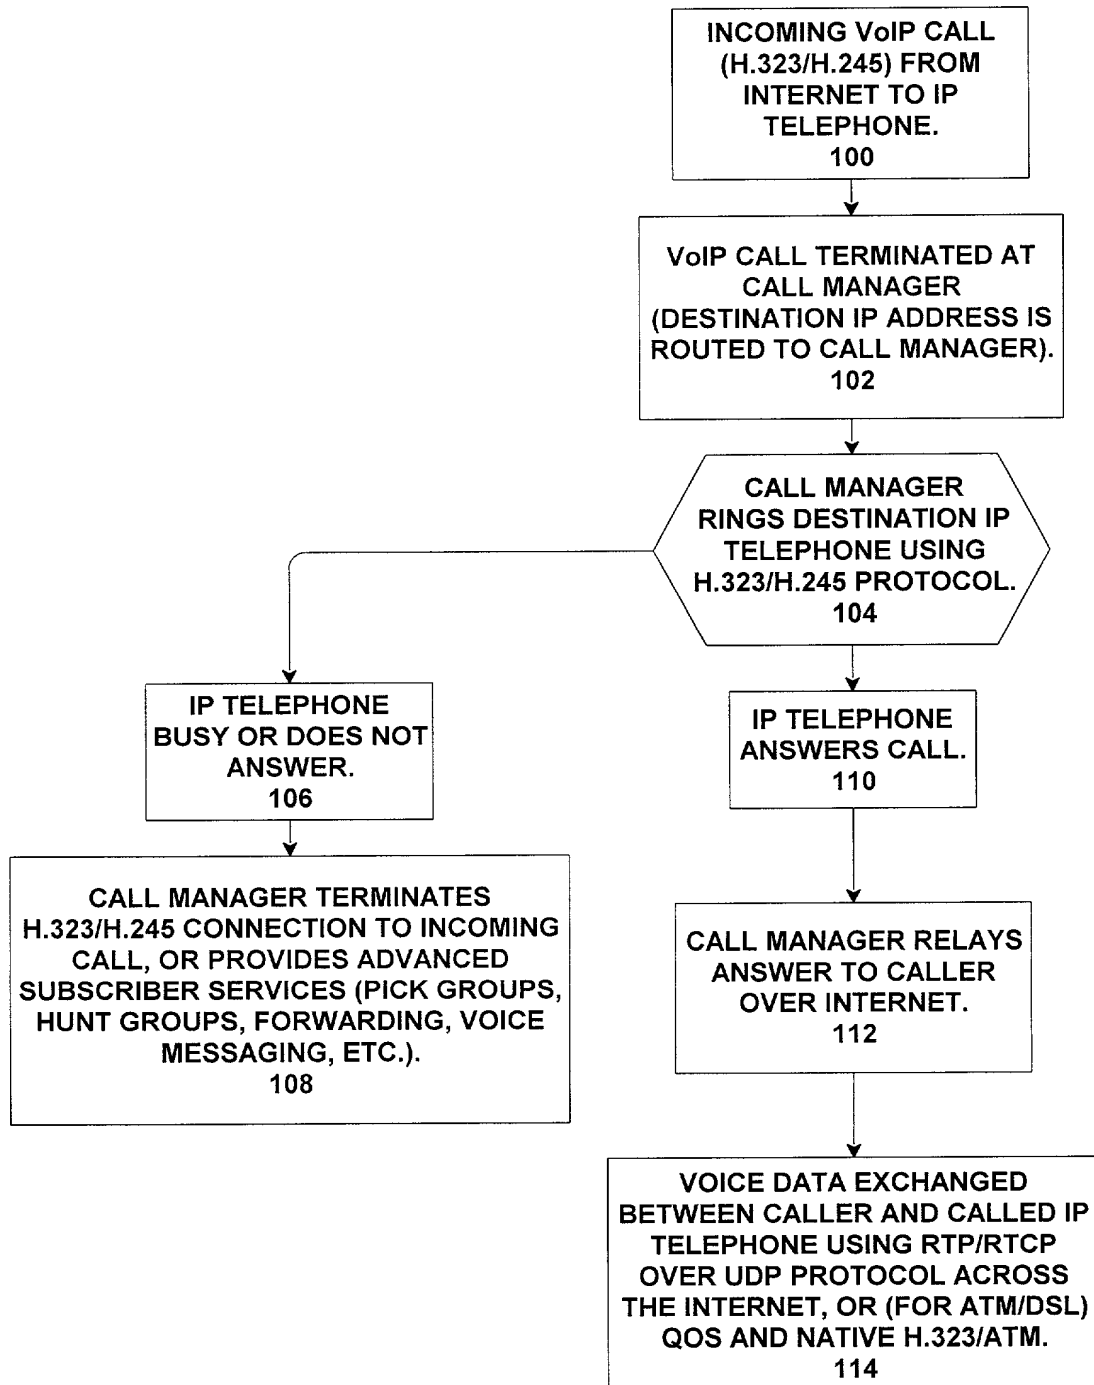 INCOMING VoIP CALL
(H.323/H.245) FROM
INTERNET TO IP
TELEPHONE.
100
VoIP CALL TERMINATED AT
CALL MANAGER
(DESTINATION IP ADDRESS IS
ROUTED TO CALL MANAGER).
102
CALL MANAGER
RINGS DESTINATION IP
TELEPHONE USING
H.323/H.245 PROTOCOL.
104
IP TELEPHONE
BUSY OR DOES NOT
ANSWER.
106
CALL MANAGER TERMINATES
H.323/H.245 CONNECTION TO INCOMING
CALL, OR PROVIDES ADVANCED
SUBSCRIBER SERVICES (PICK GROUPS,
HUNT GROUPS, FORWARDING, VOICE
MESSAGING, ETC.).
108
IP TELEPHONE
ANSWERS CALL.
110
CALL MANAGER RELAYS
ANSWER TO CALLER
OVER INTERNET.
112
VOICE DATA EXCHANGED
BETWEEN CALLER AND CALLED IP
TELEPHONE USING RTP/RTCP
OVER UDP PROTOCOL ACROSS
THE INTERNET, OR (FOR ATM/DSL)
QOS AND NATIVE H.323/ATM.
114